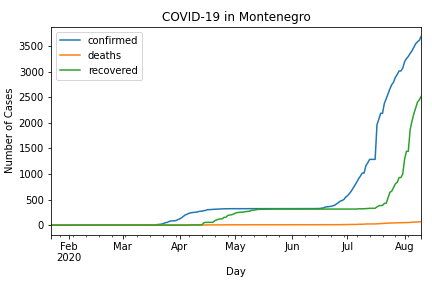 COVID-19 in Montenegro
confirmed
deaths
recovered
Number of Cases
3500
3000
2500
2000
1500
1000
500
0
Feb
2020
Mar
Apr
May
Jun
Jul
Aug
Day